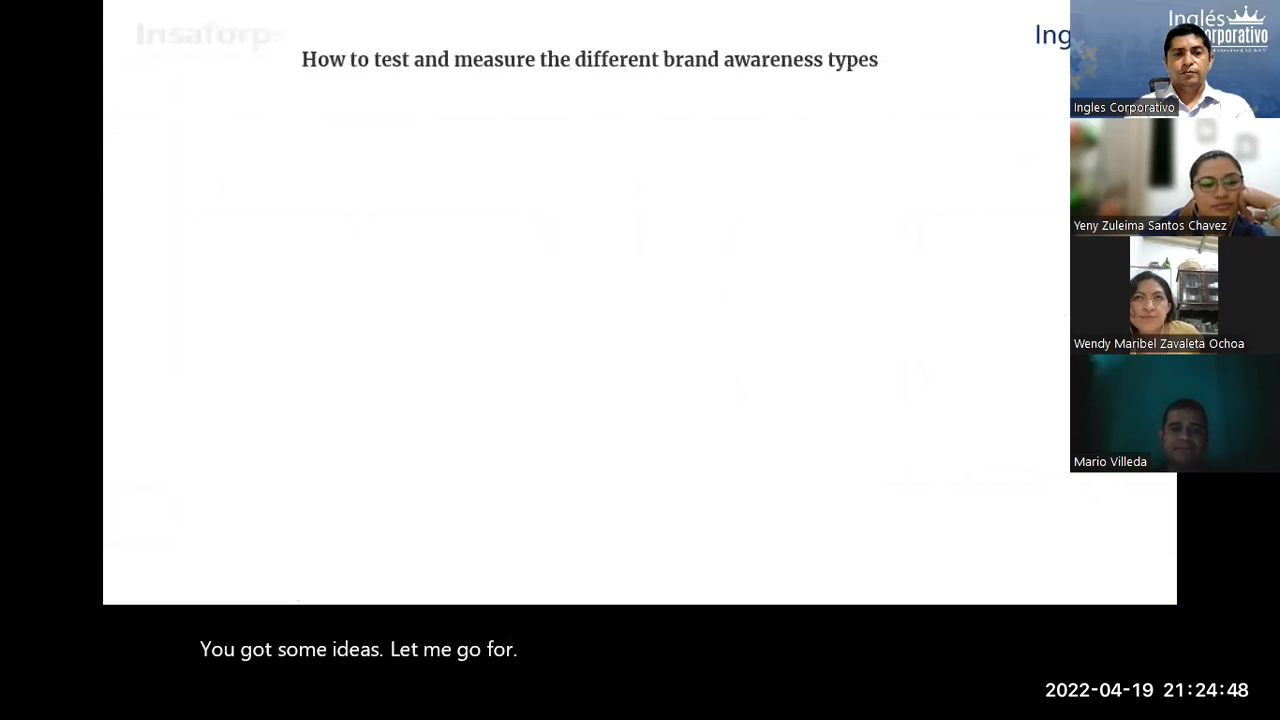 Insaforp
Ing
How to test and measure the different brand awareness types
Inglés
orporativo
Ingles Corporativo
Yeny Zuleima Santos Chavez
Wendy Maribel Zavaleta Ochoa
Mario Villeda
You got some ideas. Let me go for.
2022-04-19 21:24:48